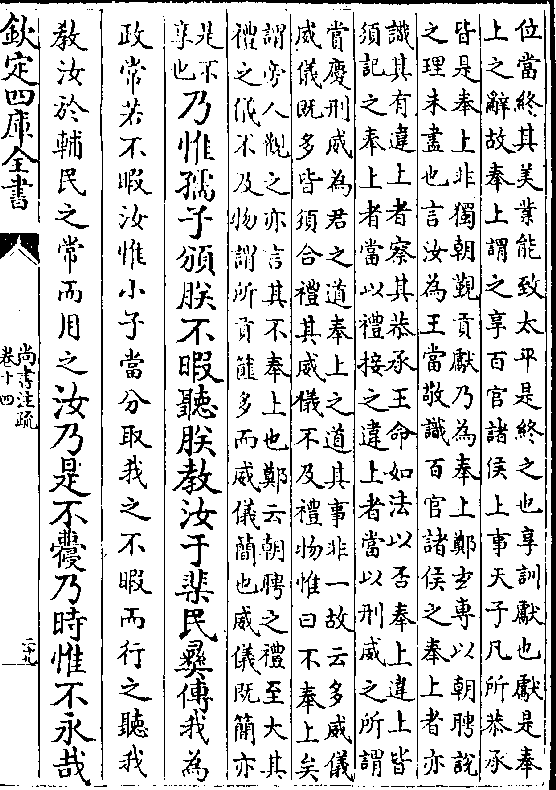 位當終其美業能致太平是終之也享訓獻也獻是奉
上之辭故奉上謂之享百官諸侯上事天子凡所恭承
皆是奉上非獨朝覲貢獻乃為奉上鄭玄專以朝聘説
之理未盡也言汝為王當敬識百官諸侯之奉上者亦
識其有違上者察其恭承王命如法以否奉上違上皆
須記之奉上者當以禮接之違上者當以刑威之所謂
賞慶刑威為君之道奉上之道其事非一故云多威儀
威儀既多皆須合禮其威儀不及禮物惟曰不奉上矣
謂旁人觀之亦言其不奉上也鄭云朝聘之禮至大其
禮之儀不及物謂所貢篚多而威儀簡也威儀既簡亦
是不
享也
乃惟孺子頒朕不暇聽朕教汝于棐民彝傳我為
政常若不暇汝惟小子當分取我之不暇而行之聽我
教汝於輔民之常而用之汝乃是不蘉乃時惟不永哉
欽定四庫全書
尚書注疏
卷十四
二十九